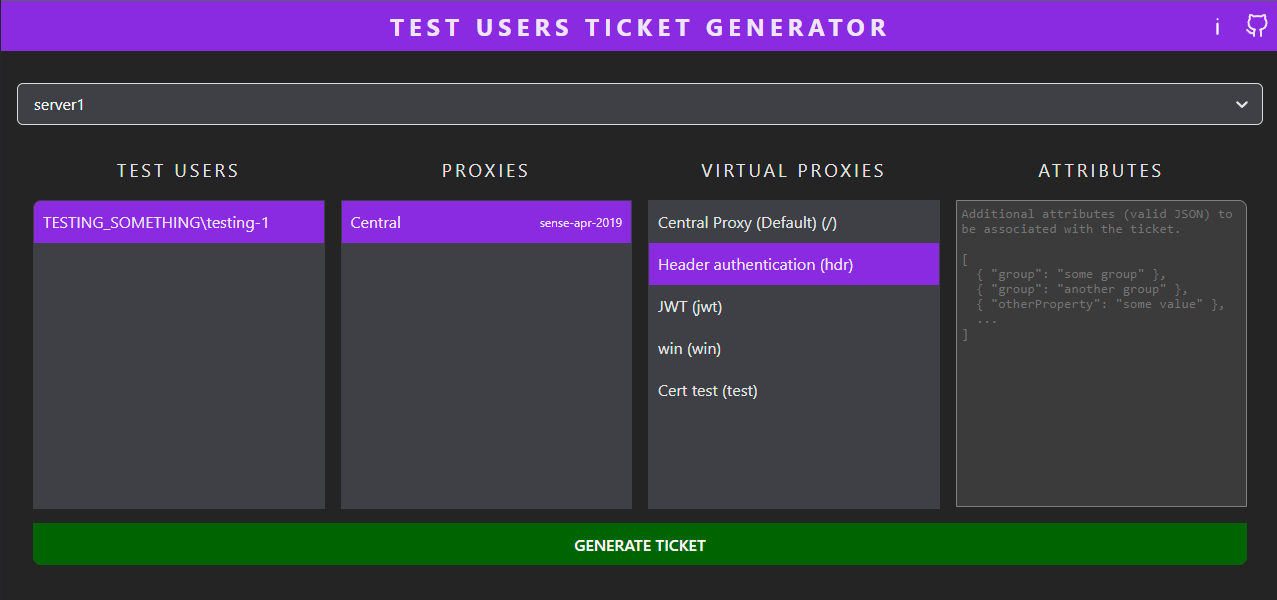 TEST USERS TICKET GENERATOR
i
server1
TEST USERS
TESTING_SOMETHING\testing-1
PROXIES
Central
sense-apr-2019
VIRTUAL PROXIES
Central Proxy (Default) (/)
Header authentication (hdr)
JWT (jwt)
win (win)
Cert test (test)
ATTRIBUTES
Additional attributes (valid JSON) to
be associated with the ticket.
[
{ "group": "some group" },
{ "group": "another group" },
{ "otherProperty": "some value" },
...
]
GENERATE TICKET